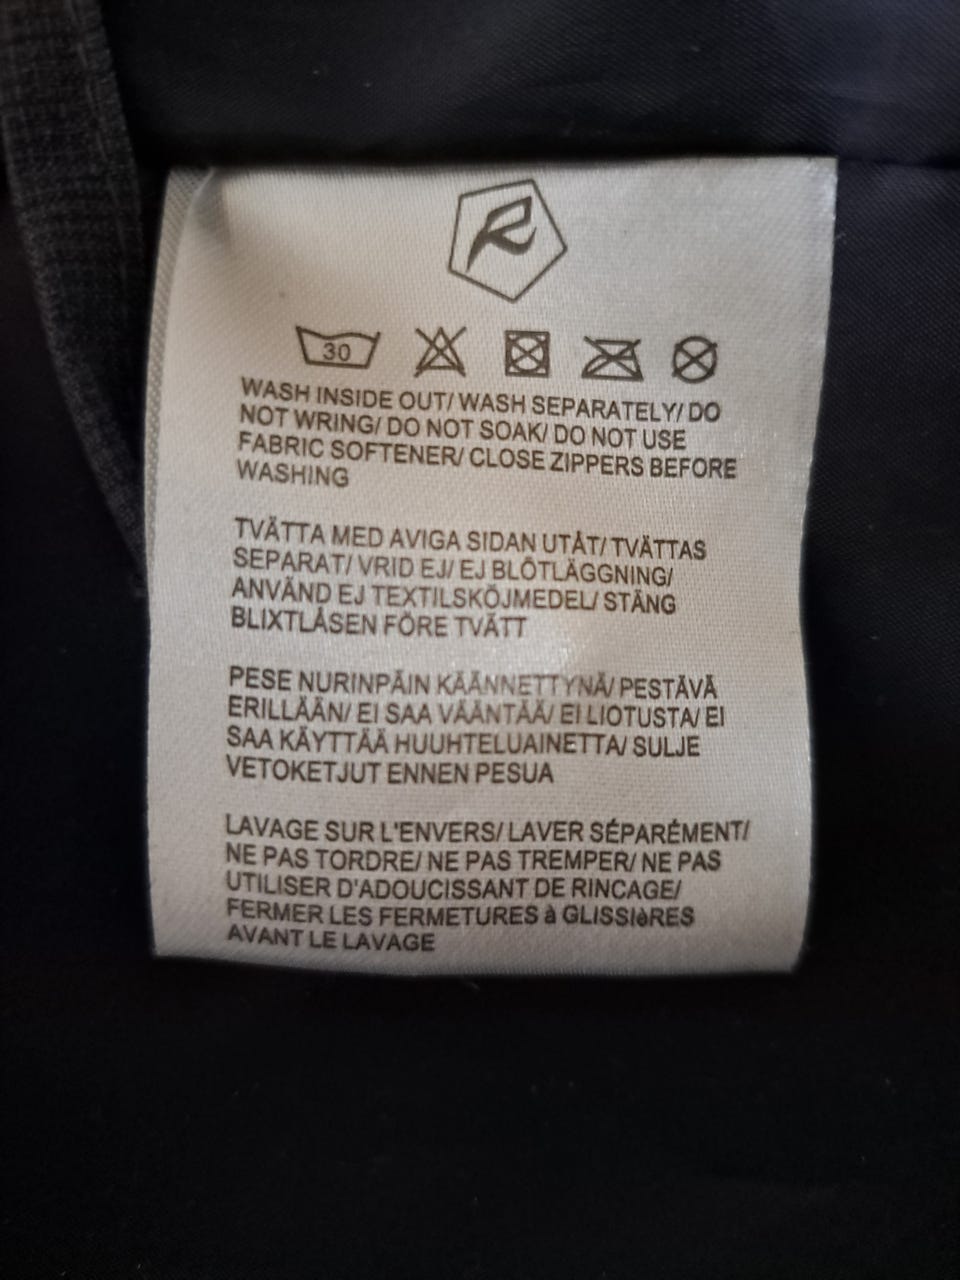 R
30
WASH INSIDE OUT/ WASH SEPARATELY/ DO
NOT WRING/ DO NOT SOAK/ DO NOT USE
FABRIC SOFTENER/ CLOSE ZIPPERS BEFORE
WASHING
TVÄTTA MED AVIGA SIDAN UTÅT/ TVÄTTAS
SEPARAT/ VRID EJ/ EJ BLÖTLÄGGNING/
ANVÄND EJ TEXTILSKÖJMEDEL/ STÄNG
BLIXTLÅSEN FÖRE TVÄTT
PESE NURINPÄIN KÄÄNNETTYNÄ/ PESTÄVÄ
ERILLÄÄN/ EI SAA VÄÄNTÄÄ/ EI LIOTUSTA/ EI
SAA KÄYTTÄÄ HUUHTELUAINETTA/ SULJE
VETOKETJUT ENNEN PESUA
LAVAGE SUR L'ENVERS/ LAVER SÉPARÉMENT/
NE PAS TORDRE/ NE PAS TREMPER/ NE PAS
UTILISER D'ADOUCISSANT DE RINCAGE/
FERMER LES FERMETURES à GLISSIèRES
AVANT LE LAVAGE